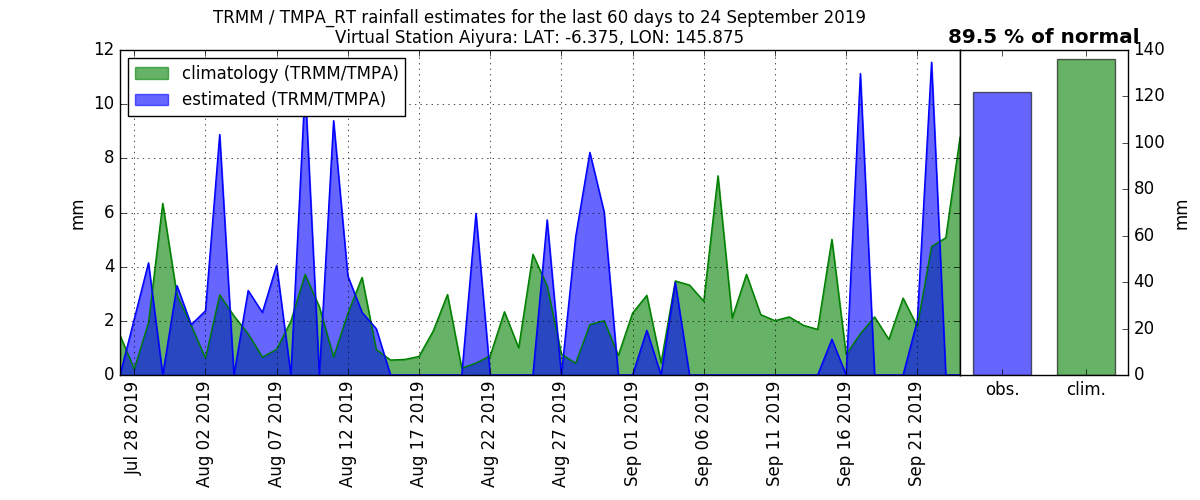 TRMM / TMPA_RT rainfall estimates for the last 60 days to 24 September 2019
Virtual Station Aiyura: LAT: -6.375, LON: 145.875
89.5 % of normal
climatology (TRMM/TMPA)
estimated (TRMM/TMPA)
12
10
8
6
4
2
0
mm
Jul 28 2019
Aug 02 2019
Aug 07 2019
Aug 12 2019
Aug 17 2019
Aug 22 2019
Aug 27 2019
Sep 01 2019
Sep 06 2019
Sep 11 2019
Sep 16 2019
Sep 21 2019
obs.
clim.
140
120
100
80
60
40
20
0
mm